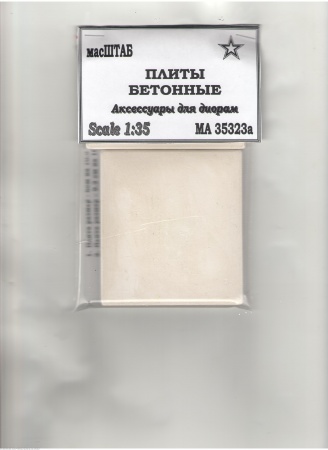 масШТАБ
ПЛИТЫ
БЕТОННЫЕ
Аксессуары для диорам
Scale 1:35 МА 35323а